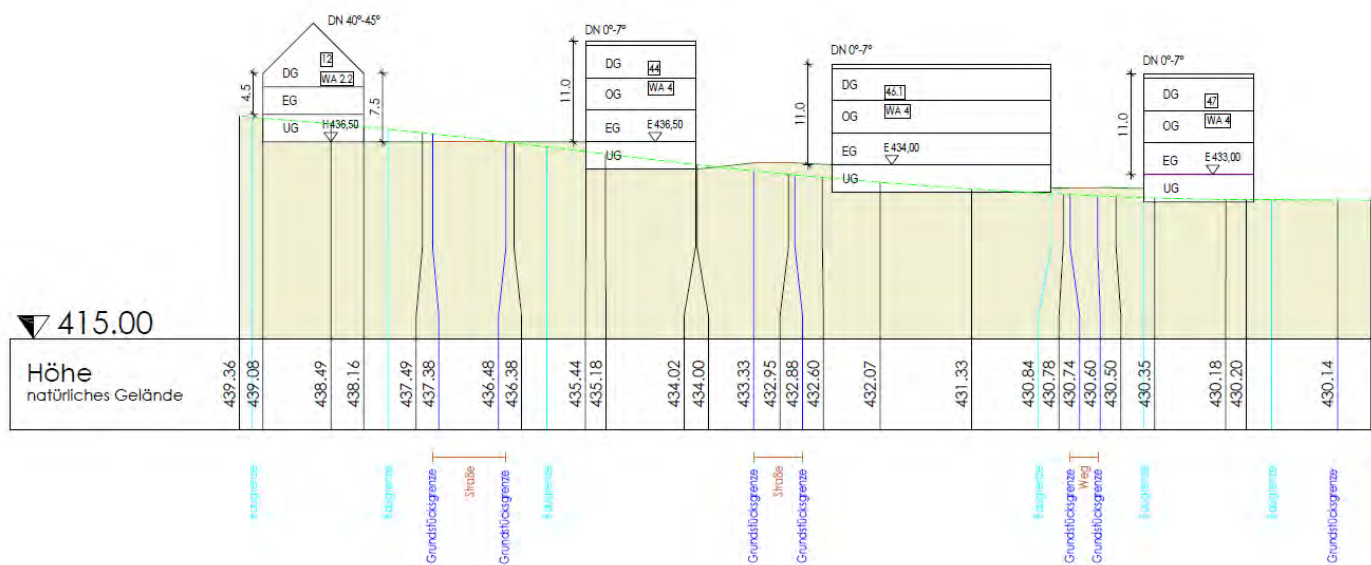 DN 40°-45°
12
DG
WA 2.2
EG
UG
H 436,50
4.5
7.5
DN 0°-7°
DG
44
WA 4
OG
EG
E 436,50
UG
11.0
DN 0°-7°
DG
46.1
OG
WA 4
EG
E 434,00
UG
11.0
DN 0°-7°
DG
47
OG
WA 4
EG
E 433,00
UG
11.0
415.00
Höhe
natürliches Gelände
439.36
439.08
438.49
438.16
437.49
437.38
436.48
436.38
435.44
435.18
434.02
434.00
433.33
432.95
432.88
432.60
432.07
431.33
430.84
430.78
430.74
430.60
430.50
430.35
430.18
430.20
430.14
Baugrenze
Baugrenze
Grundstücksgrenze
Straße
Grundstücksgrenze
Baugrenze
Grundstücksgrenze
Straße
Grundstücksgrenze
Baugrenze
Grundstücksgrenze
Weg
Grundstücksgrenze
Baugrenze
Baugrenze
Grundstücksgrenze